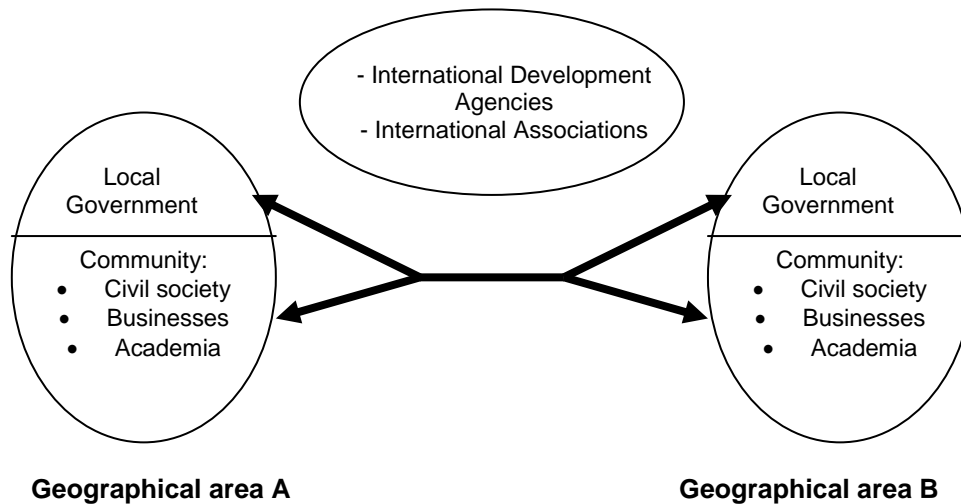 - International Development
Agencies
- International Associations
Local
Government
Community:
• Civil society
• Businesses
• Academia
Local
Government
Community:
• Civil society
• Businesses
• Academia
Geographical area A
Geographical area B